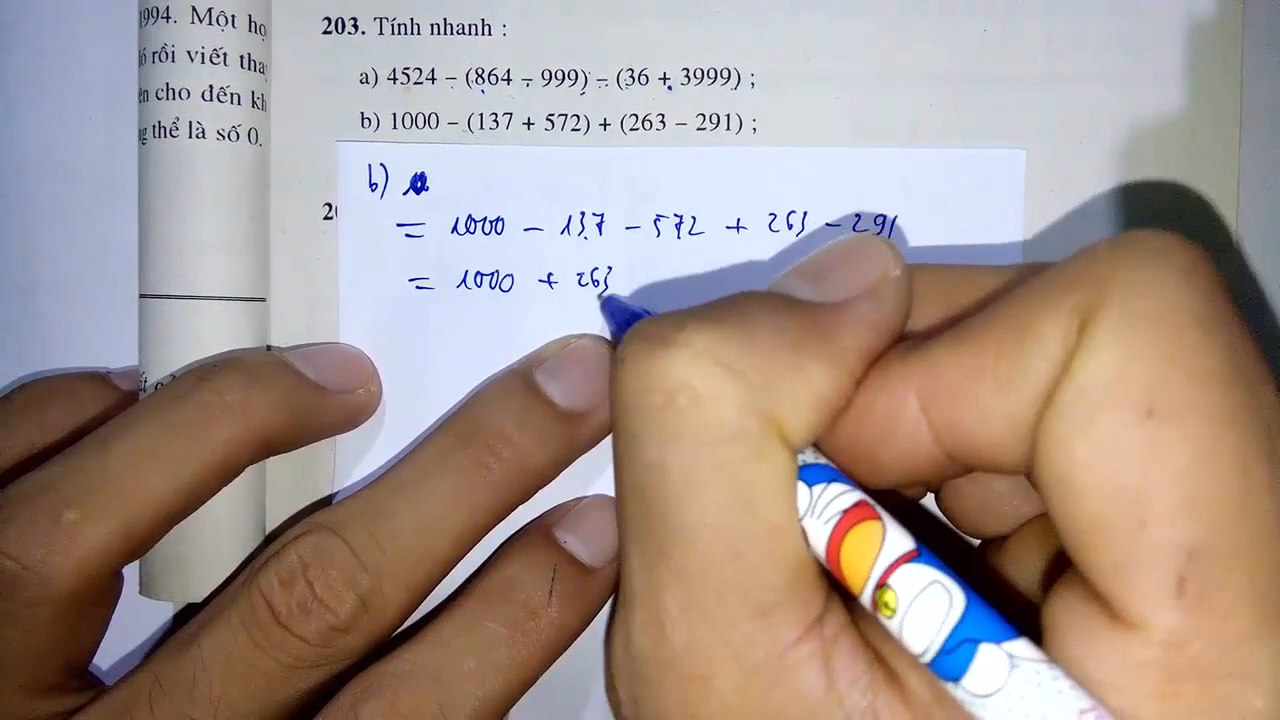 1994. Một họ
rồi viết tha
cho đến kh
thể là số 0.
203. Tính nhanh :
a) 4524 – (864 – 999) – (36 + 3999) ;
b) 1000 – (137 + 572) + (263 – 291) ;
b)
= 1000 - 137 - 572 + 263 - 291
= 1000 + 263